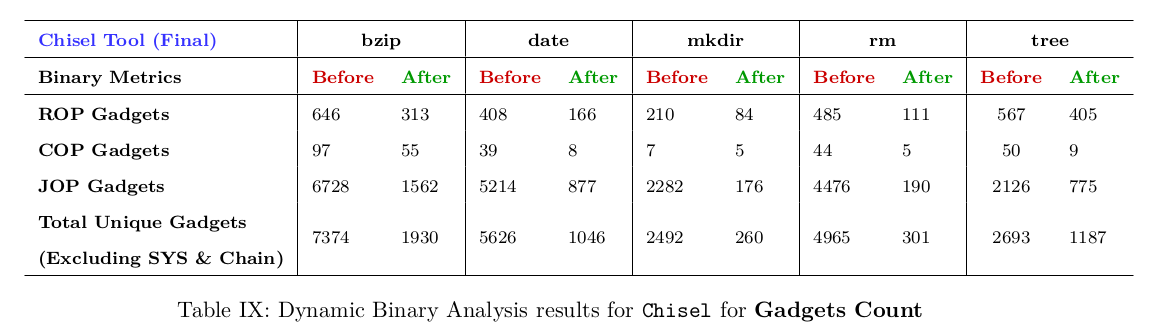 Chisel Tool (Final) bzip date mkdir rm tree
Binary Metrics Before After Before After Before After Before After Before After
ROP Gadgets 646 313 408 166 210 84 485 111 567 405
COP Gadgets 97 55 39 8 7 5 44 5 50 9
JOP Gadgets 6728 1562 5214 877 2282 176 4476 190 2126 775
Total Unique Gadgets
(Excluding SYS & Chain) 7374 1930 5626 1046 2492 260 4965 301 2693 1187
Table IX: Dynamic Binary Analysis results for Chisel for Gadgets Count